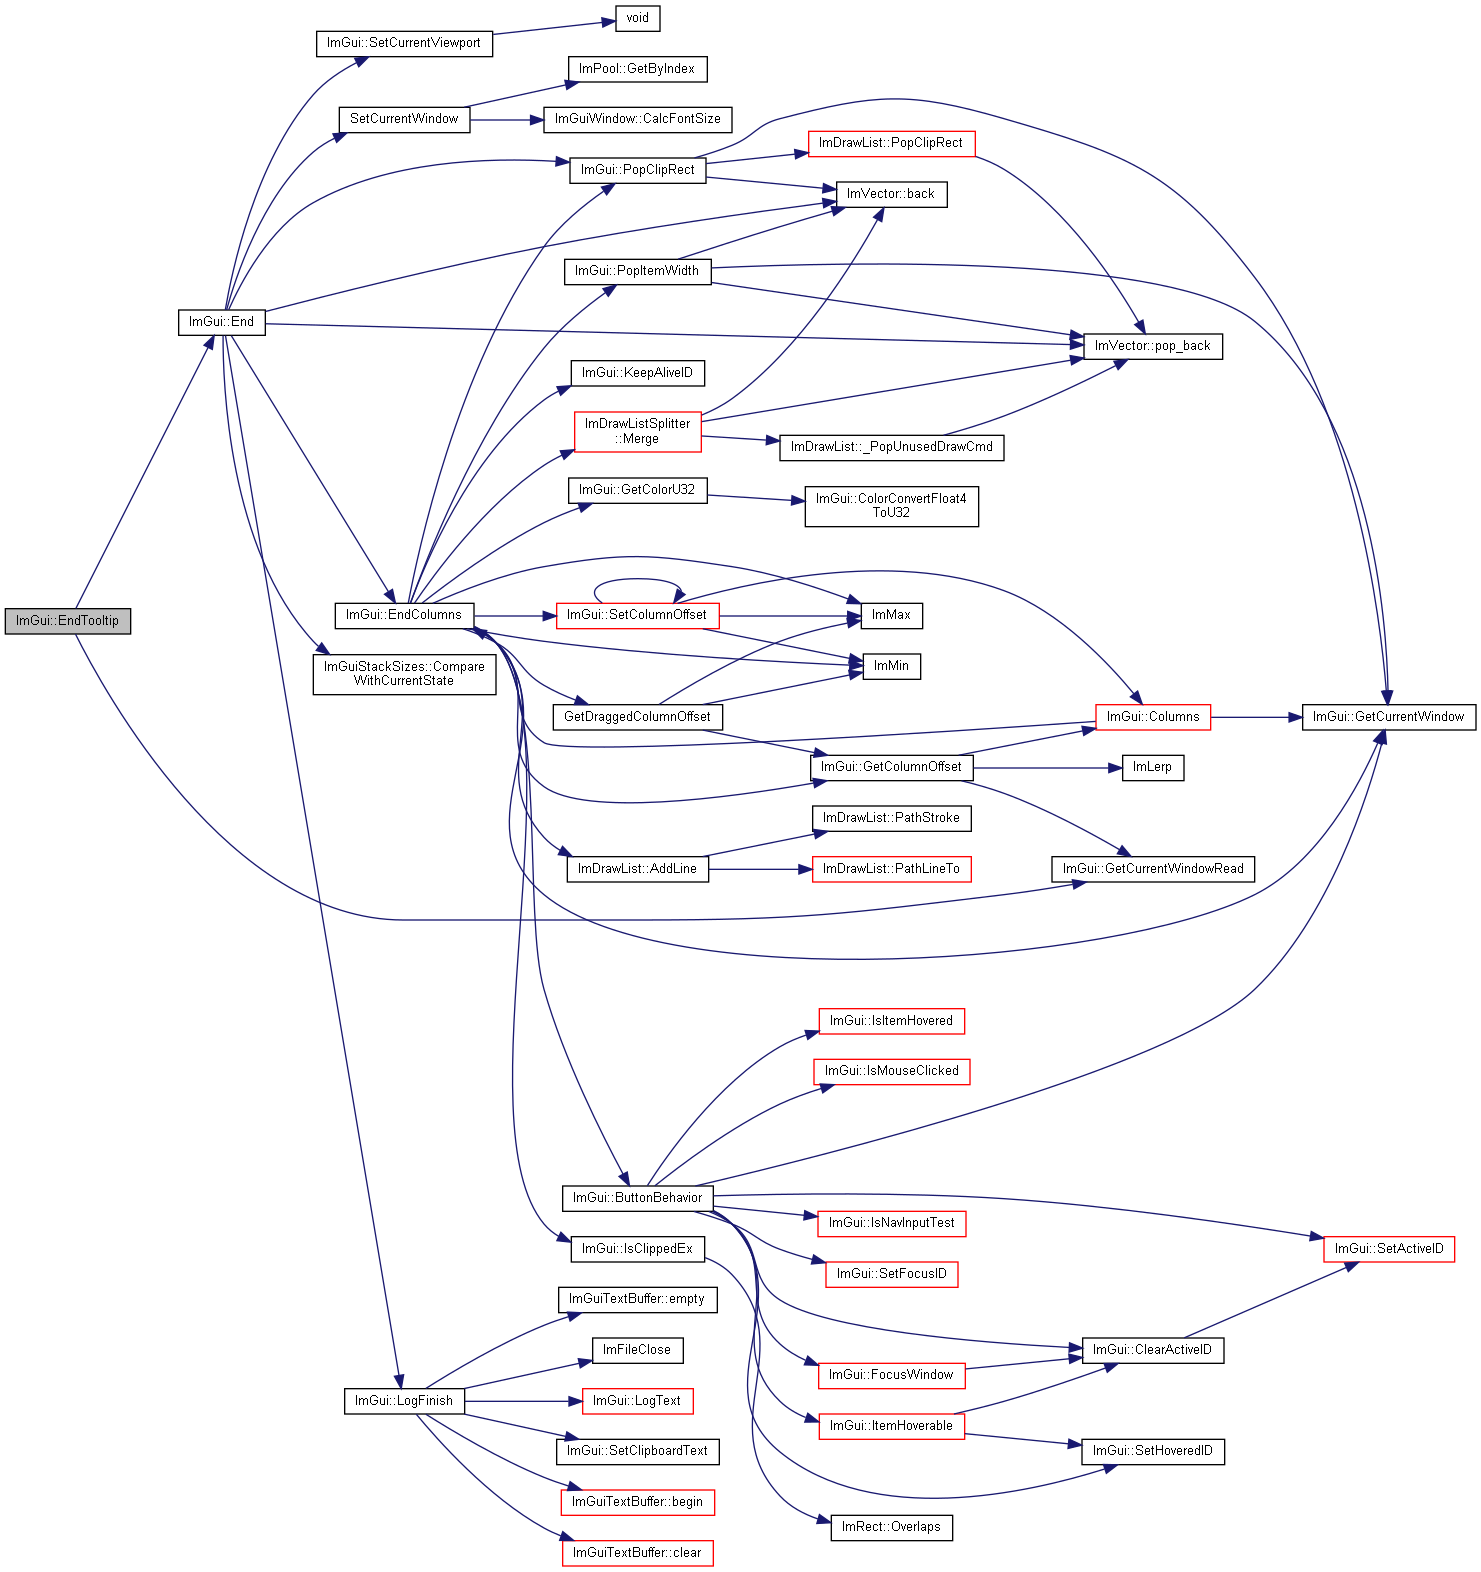 void
ImGui::SetCurrentViewport
ImPool::GetByIndex
SetCurrentWindow
ImGuiWindow::CalcFontSize
ImDrawList::PopClipRect
ImGui::PopClipRect
ImVector::back
ImGui::PopItemWidth
ImGui::End
ImVector::pop_back
ImGui::KeepAliveID
ImDrawListSplitter
::Merge
ImDrawList::_PopUnusedDrawCmd
ImGui::GetColorU32
ImGui::ColorConvertFloat4
ToU32
ImGui::EndTooltip
ImGui::EndColumns
ImGui::SetColumnOffset
ImMax
ImGuiStackSizes::Compare
WithCurrentState
ImMin
GetDraggedColumnOffset
ImGui::Columns
ImGui::GetCurrentWindow
ImGui::GetColumnOffset
ImLerp
ImDrawList::PathStroke
ImDrawList::AddLine
ImDrawList::PathLineTo
ImGui::GetCurrentWindowRead
ImGui::IsItemHovered
ImGui::IsMouseClicked
ImGui::ButtonBehavior
ImGui::IsNavInputTest
ImGui::IsClippedEx
ImGui::SetActiveID
ImGui::SetFocusID
ImGuiTextBuffer::empty
ImFileClose
ImGui::ClearActiveID
ImGui::FocusWindow
ImGui::LogFinish
ImGui::LogText
ImGui::ItemHoverable
ImGui::SetClipboardText
ImGui::SetHoveredID
ImGuiTextBuffer::begin
ImRect::Overlaps
ImGuiTextBuffer::clear